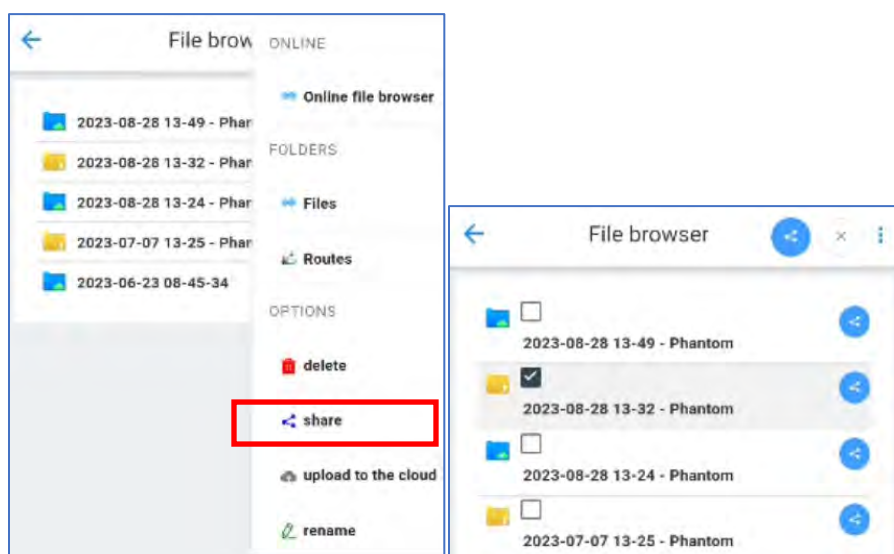 File brow
2023-08-28 13-49 - Phar
2023-08-28 13-32 - Phar
2023-08-28 13-24 - Phar
2023-07-07 13-25 - Phar
2023-06-23 08-45-34
ONLINE
Online file browser
FOLDERS
Files
Routes
OPTIONS
delete
share
upload to the cloud
rename
File browser
2023-08-28 13-49 - Phantom
2023-08-28 13-32 - Phantom
2023-08-28 13-24 - Phantom
2023-07-07 13-25 - Phantom